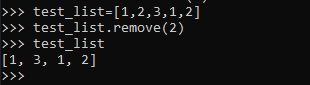 >>> test_list=[1,2,3,1,2]
>>> test_list.remove(2)
>>> test_list
[1, 3, 1, 2]
>>>